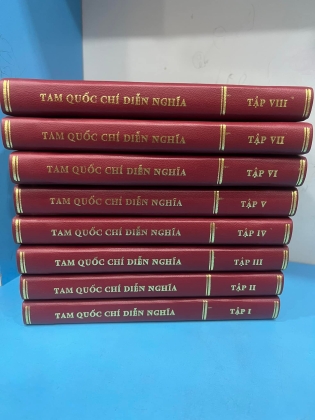 TAM QUỐC CHÍ DIỄN NGHĨA TẬP VIII
TAM QUỐC CHÍ DIỄN NGHĨA TẬP VII
TAM QUỐC CHÍ DIỄN NGHĨA TẬP VI
TAM QUỐC CHÍ DIỄN NGHĨA TẬP V
TAM QUỐC CHÍ DIỄN NGHĨA TẬP IV
TAM QUỐC CHÍ DIỄN NGHĨA TẬP III
TAM QUỐC CHÍ DIỄN NGHĨA TẬP II
TAM QUỐC CHÍ DIỄN NGHĨA TẬP I